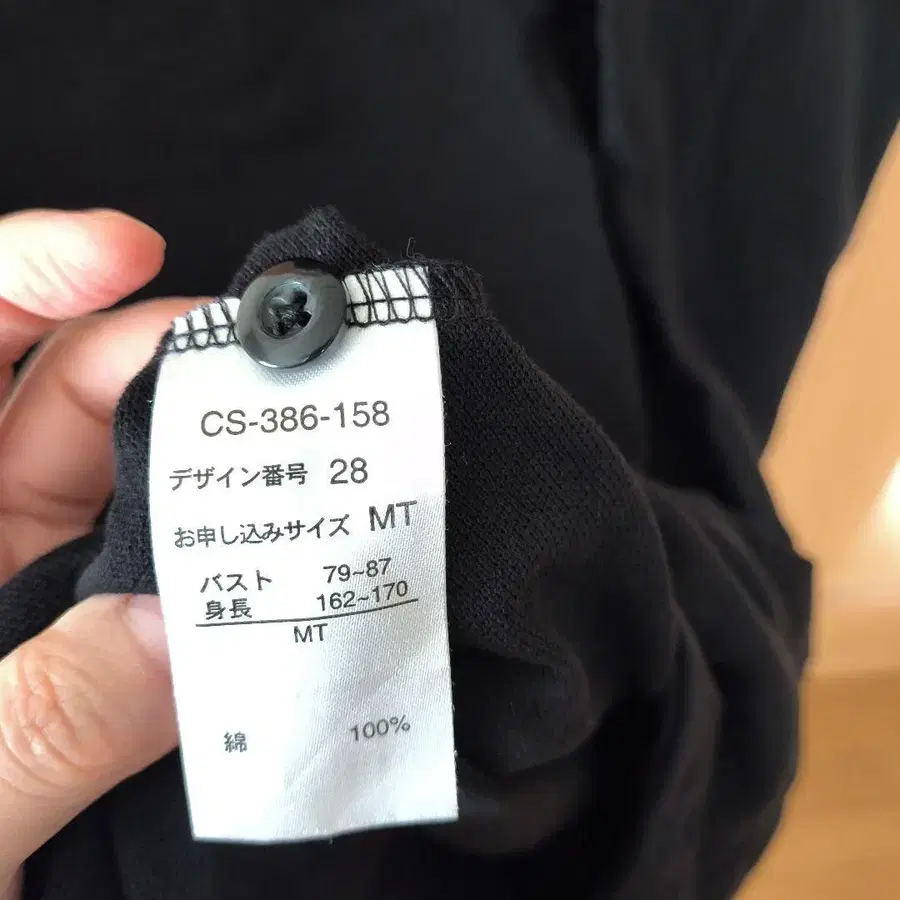 CS-386-158
デザイン番号 28
お申し込みサイズ MT
バスト 79~87
身長 162~170
MT
綿 100%